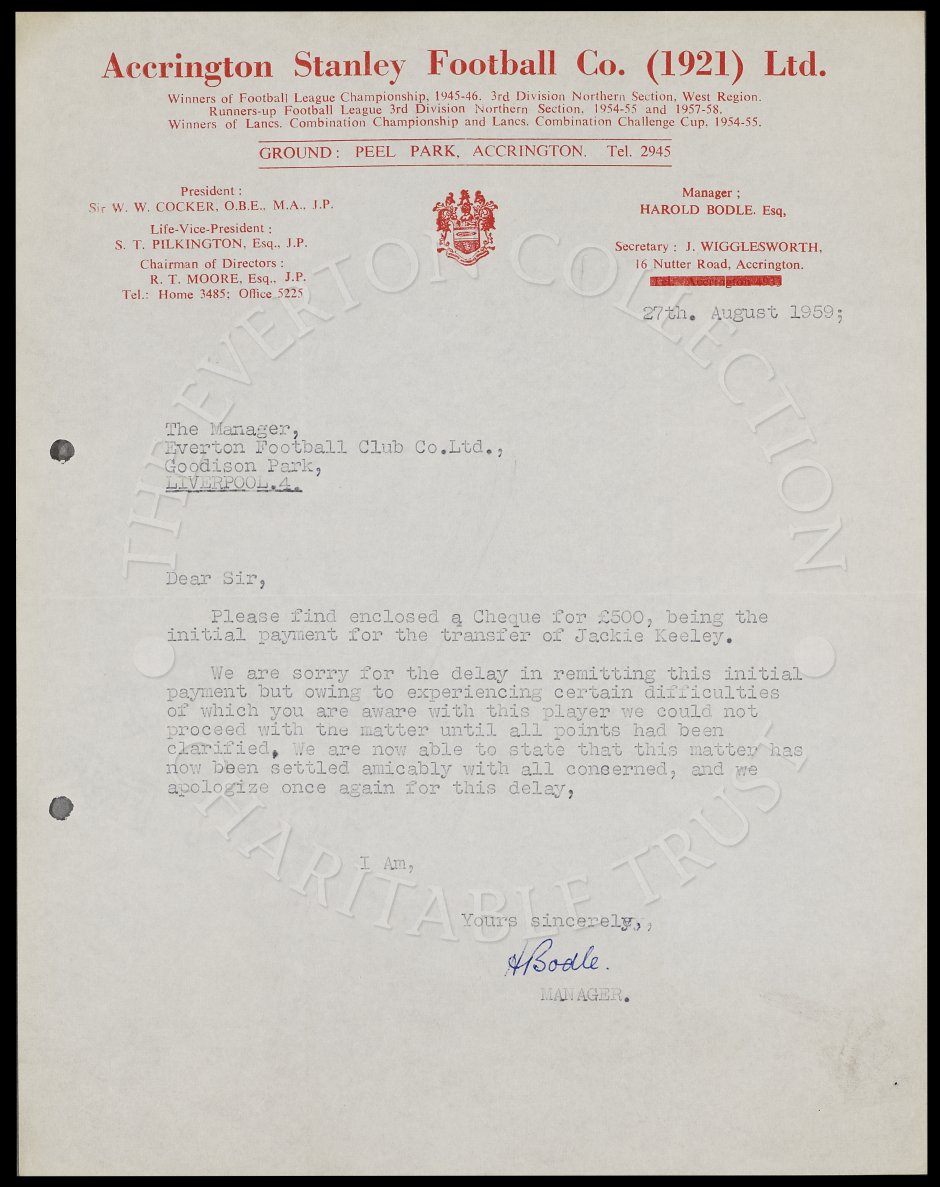 Accrington Stanley Football Co. (1921) Ltd.
Winners of Football League Championship, 1945-46. 3rd Division Northern Section, West Region.
Runners-up Football League 3rd Division Northern Section, 1954-55 and 1957-58.
Winners of Lancs. Combination Championship and Lancs. Combination Challenge Cup, 1954-55.
GROUND: PEEL PARK, ACCRINGTON. Tel. 2945
President :
Sir W. W. COCKER, O.B.E., M.A., J.P.
Life-Vice-President :
S. T. PILKINGTON, Esq., J.P.
Chairman of Directors :
R. T. MOORE, Esq., J.P.
Tel.: Home 3485; Office 5225
Manager ;
HAROLD BODLE. Esq,
Secretary : J. WIGGLESWORTH,
16 Nutter Road, Accrington.
Tel. Accrington
27th. August 1959;
The Manager,
Everton Football Club Co.Ltd.,
Goodison Park,
LIVERPOOL.4.
Dear Sir,
Please find enclosed a Cheque for £500, being the
initial payment for the transfer of Jackie Keeley.
We are sorry for the delay in remitting this initial
payment but owing to experiencing certain difficulties
of which you are aware with this player we could not
proceed with the matter until all points had been
clarified, We are now able to state that this matter has
now been settled amicably with all concerned, and we
apologize once again for this delay,
I Am,
Yours sincerely,,
HBodle.
MANAGER.
THE EVERTON COLLECTION
CHARITABLE TRUST